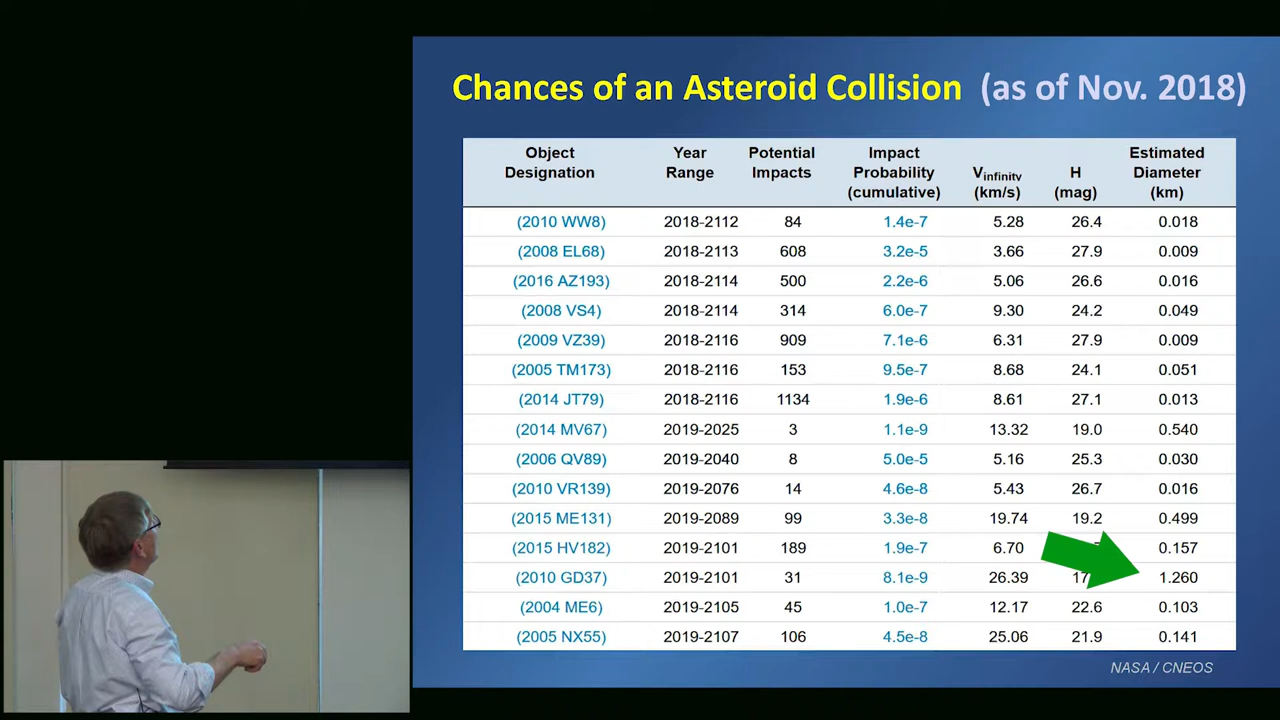 Chances of an Asteroid Collision (as of Nov. 2018)
Object Designation Year Range Potential Impacts Impact Probability (cumulative) Vinfinity (km/s) H (mag) Estimated Diameter (km)
(2010 WW8) 2018-2112 84 1.4e-7 5.28 26.4 0.018
(2008 EL68) 2018-2113 608 3.2e-5 3.66 27.9 0.009
(2016 AZ193) 2018-2114 500 2.2e-6 5.06 26.6 0.016
(2008 VS4) 2018-2114 314 6.0e-7 9.30 24.2 0.049
(2009 VZ39) 2018-2116 909 7.1e-6 6.31 27.9 0.009
(2005 TM173) 2018-2116 153 9.5e-7 8.68 24.1 0.051
(2014 JT79) 2018-2116 1134 1.9e-6 8.61 27.1 0.013
(2014 MV67) 2019-2025 3 1.1e-9 13.32 19.0 0.540
(2006 QV89) 2019-2040 8 5.0e-5 5.16 25.3 0.030
(2010 VR139) 2019-2076 14 4.6e-8 5.43 26.7 0.016
(2015 ME131) 2019-2089 99 3.3e-8 19.74 19.2 0.499
(2015 HV182) 2019-2101 189 1.9e-7 6.70 0.157
(2010 GD37) 2019-2101 31 8.1e-9 26.39 17 1.260
(2004 ME6) 2019-2105 45 1.0e-7 12.17 22.6 0.103
(2005 NX55) 2019-2107 106 4.5e-8 25.06 21.9 0.141
NASA / CNEOS